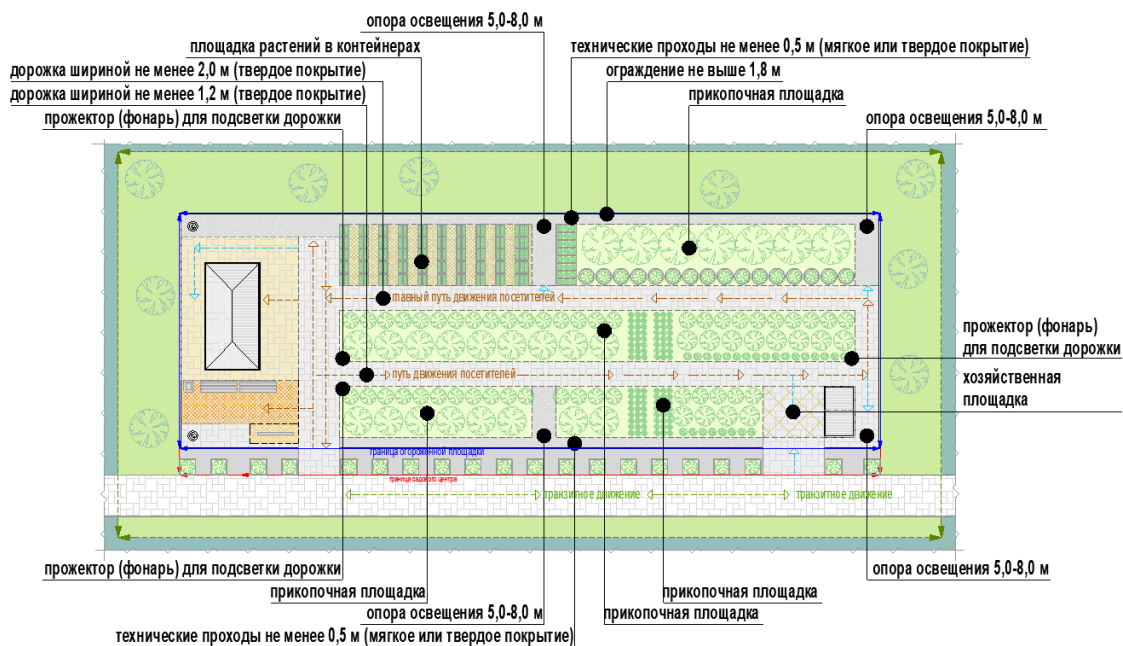 опора освещения 5,0-8,0 м
площадка растений в контейнерах
технические проходы не менее 0,5 м (мягкое или твердое покрытие)
дорожка шириной не менее 2,0 м (твердое покрытие)
ограждение не выше 1,8 м
дорожка шириной не менее 1,2 м (твердое покрытие)
прикопочная площадка
прожектор (фонарь) для подсветки дорожки
опора освещения 5,0-8,0 м
главный путь движения посетителей
прожектор (фонарь)
для подсветки дорожки
путь движения посетителей
хозяйственная
площадка
граница огороженной площадки
граница садового центра
транзитное движение
транзитное движение
прожектор (фонарь) для подсветки дорожки
опора освещения 5,0-8,0 м
прикопочная площадка
прикопочная площадка
опора освещения 5,0-8,0 м
прикопочная площадка
технические проходы не менее 0,5 м (мягкое или твердое покрытие)